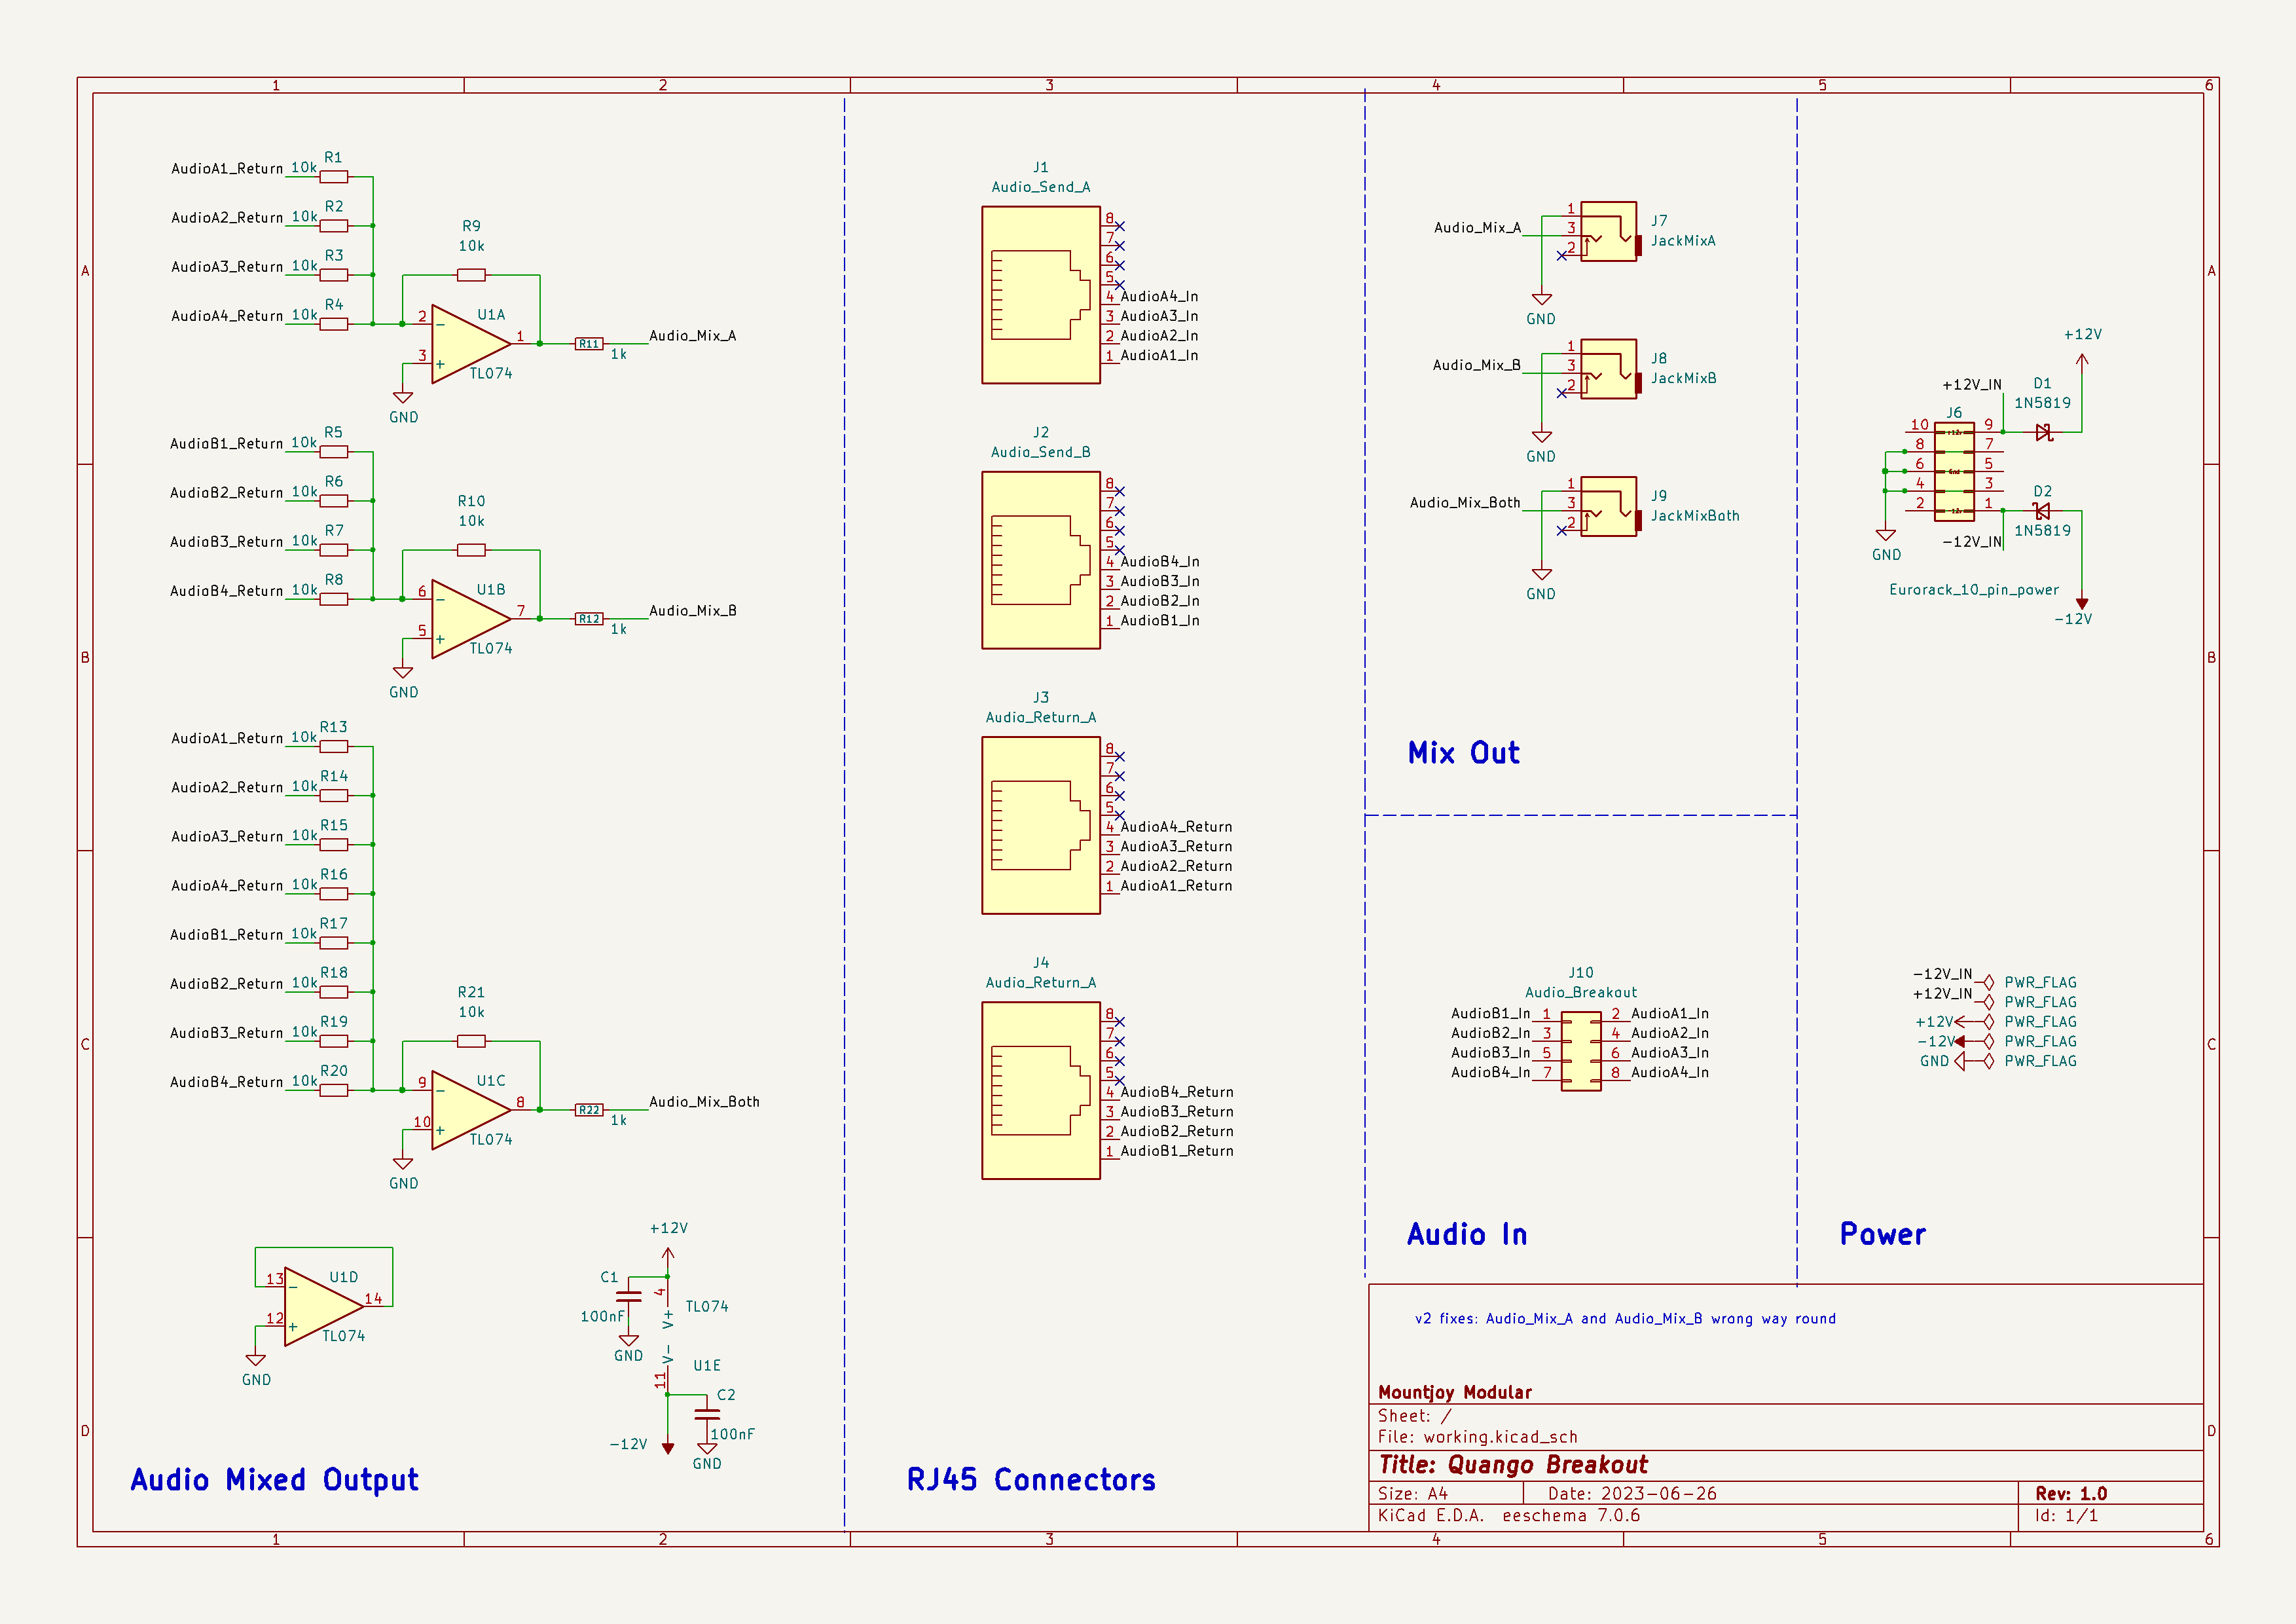 1 2 3 4 5 6
A
B
C
D
A
B
C
D
1 2 3 4 5 6
AudioA1_Return 10k R1
AudioA2_Return 10k R2
AudioA3_Return 10k R3
AudioA4_Return 10k R4
R9
10k
2
3
1
U1A
TL074
R11
1k
Audio_Mix_A
GND
AudioB1_Return 10k R5
AudioB2_Return 10k R6
AudioB3_Return 10k R7
AudioB4_Return 10k R8
R10
10k
6
5
7
U1B
TL074
R12
1k
Audio_Mix_B
GND
AudioA1_Return 10k R13
AudioA2_Return 10k R14
AudioA3_Return 10k R15
AudioA4_Return 10k R16
AudioB1_Return 10k R17
AudioB2_Return 10k R18
AudioB3_Return 10k R19
AudioB4_Return 10k R20
R21
10k
9
10
8
U1C
TL074
R22
1k
Audio_Mix_Both
GND
13
12
14
U1D
TL074
GND
+12V
C1
100nF
GND
4
V+
TL074
V-
11
U1E
C2
100nF
GND
-12V
Audio Mixed Output
J1
Audio_Send_A
8
7
6
5
4 AudioA4_In
3 AudioA3_In
2 AudioA2_In
1 AudioA1_In
J2
Audio_Send_B
8
7
6
5
4 AudioB4_In
3 AudioB3_In
2 AudioB2_In
1 AudioB1_In
J3
Audio_Return_A
8
7
6
5
4 AudioA4_Return
3 AudioA3_Return
2 AudioA2_Return
1 AudioA1_Return
J4
Audio_Return_A
8
7
6
5
4 AudioB4_Return
3 AudioB3_Return
2 AudioB2_Return
1 AudioB1_Return
RJ45 Connectors
Audio_Mix_A
1
3
2
J7
JackMixA
GND
Audio_Mix_B
1
3
2
J8
JackMixB
GND
Audio_Mix_Both
1
3
2
J9
JackMixBoth
GND
Mix Out
J10
Audio_Breakout
AudioB1_In 1 2 AudioA1_In
AudioB2_In 3 4 AudioA2_In
AudioB3_In 5 6 AudioA3_In
AudioB4_In 7 8 AudioA4_In
Audio In
+12V
+12V_IN
D1
1N5819
J6
10 +12v 9
8 7
6 Gnd 5
4 3
2 -12v 1
D2
1N5819
-12V_IN
GND
Eurorack_10_pin_power
-12V
-12V_IN PWR_FLAG
+12V_IN PWR_FLAG
+12V PWR_FLAG
-12V PWR_FLAG
GND PWR_FLAG
Power
v2 fixes: Audio_Mix_A and Audio_Mix_B wrong way round
Mountjoy Modular
Sheet: /
File: working.kicad_sch
Title: Quango Breakout
Size: A4 Date: 2023-06-26 Rev: 1.0
KiCad E.D.A. eeschema 7.0.6 Id: 1/1